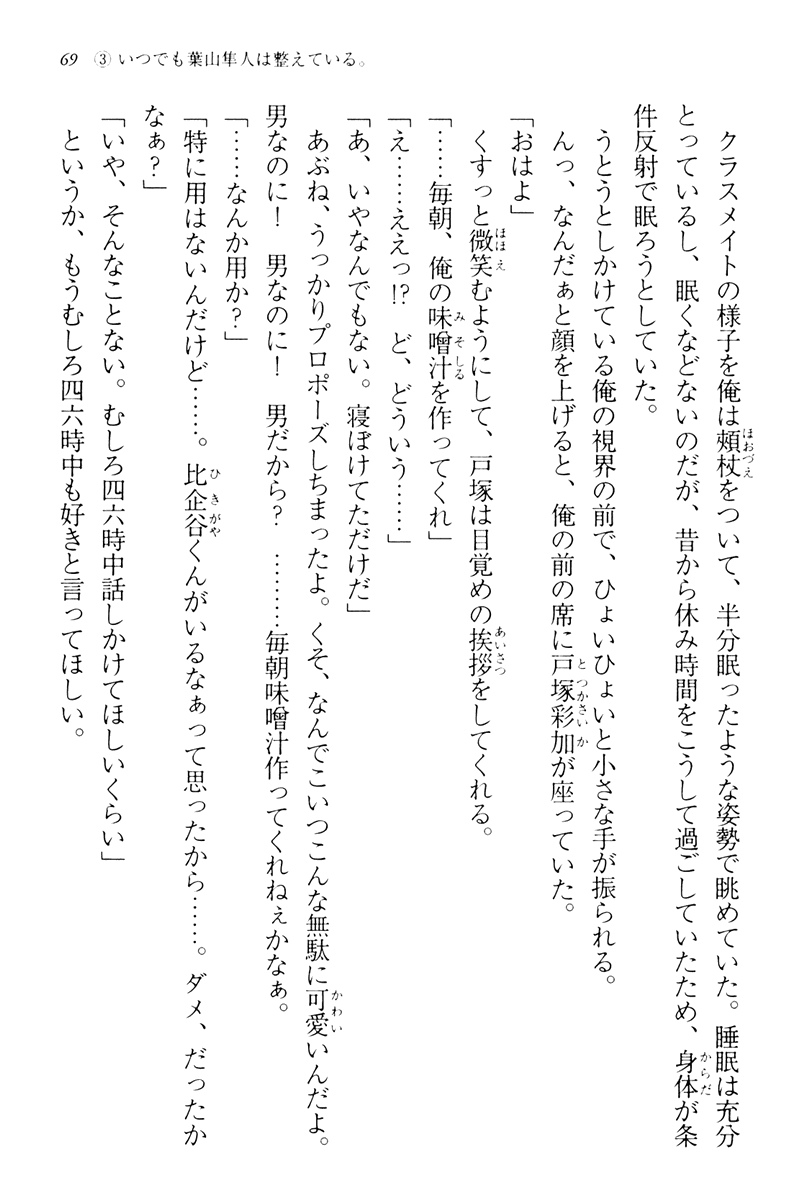 69 ③ いつでも葉山隼人は整えている。
クラスメイトの様子を俺は頬杖をついて、半分眠ったような姿勢で眺めていた。睡眠は充分
とっているし、眠くなどないのだが、昔から休み時間をこうして過ごしていたため、身体が条
件反射で眠ろうとしていた。
うとうとしかけている俺の視界の前で、ひょいひょいと小さな手が振られる。
んっ、なんだぁと顔を上げると、俺の前の席に戸塚彩加が座っていた。
「おはよ」
くすっと微笑むようにして、戸塚は目覚めの挨拶をしてくれる。
「……毎朝、俺の味噌汁を作ってくれ」
「え……ええっ!?　ど、どういう……」
「あ、いやなんでもない。寝ぼけてただけだ」
あぶね、うっかりプロポーズしちまったよ。くそ、なんでこいつこんな無駄に可愛いんだよ。
男なのに！　男なのに！　男だから？　………毎朝味噌汁作ってくれねぇかなぁ。
「……なんか用か？」
「特に用はないんだけど……。比企谷くんがいるなぁって思ったから……。ダメ、だったか
なぁ？」
「いや、そんなことない。むしろ四六時中話しかけてほしいくらい」
というか、もうむしろ四六時中も好きと言ってほしい。